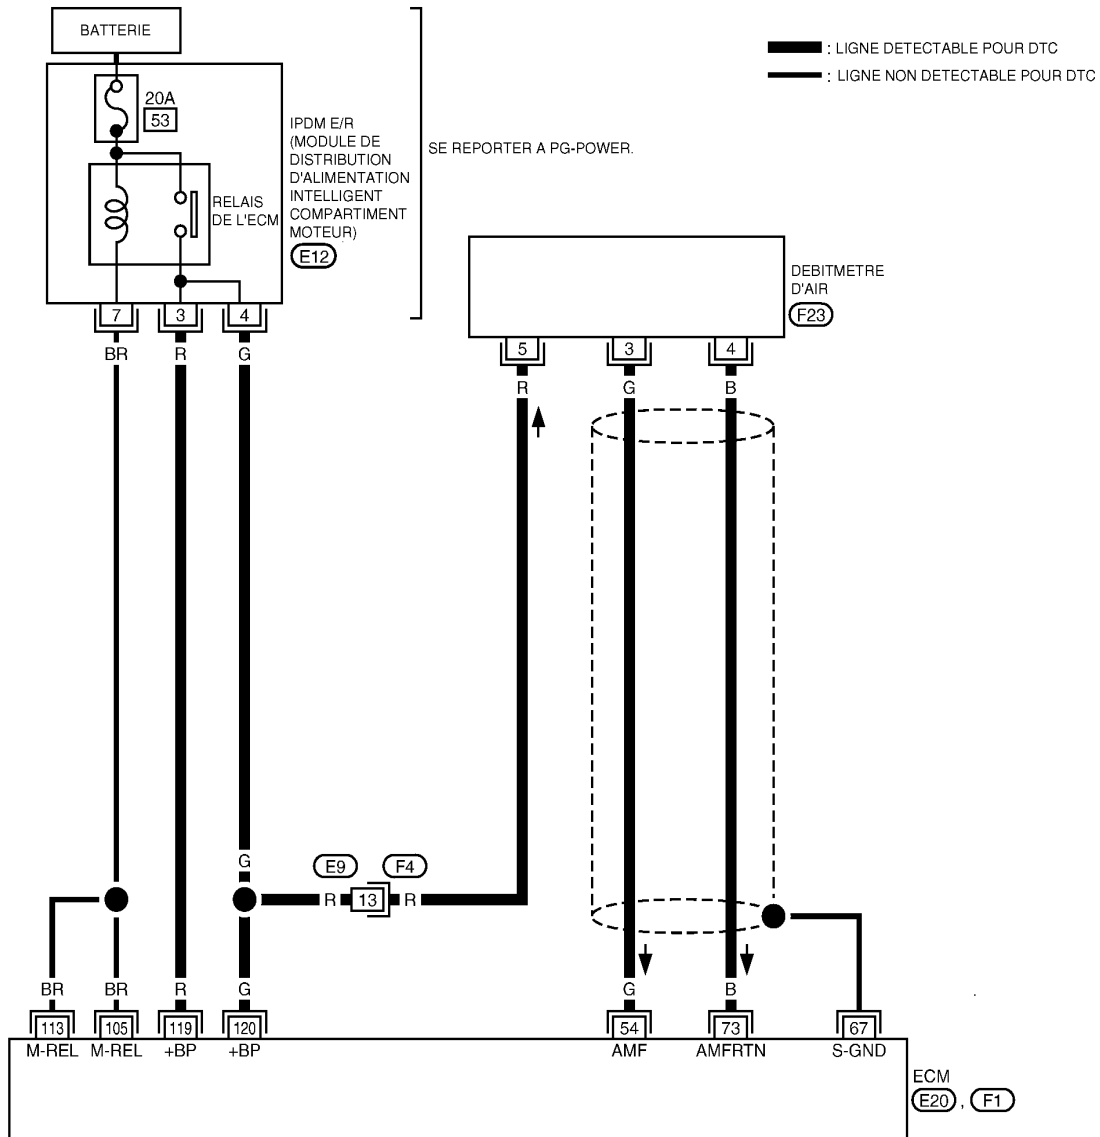 BATTERIE
: LIGNE DETECTABLE POUR DTC
: LIGNE NON DETECTABLE POUR DTC
20A
53
IPDM E/R
(MODULE DE
DISTRIBUTION
D'ALIMENTATION
INTELLIGENT
COMPARTIMENT
MOTEUR)
E12
SE REPORTER A PG-POWER.
RELAIS
DE L'ECM
DEBITMETRE
D'AIR
F23
7 3 4
BR R G
5 3 4
R G B
G
E9 F4
R 13 R
BR BR R G G B
113 105 119 120 54 73 67
M-REL M-REL +BP +BP AMF AMFRTN S-GND
ECM
E20 , F1